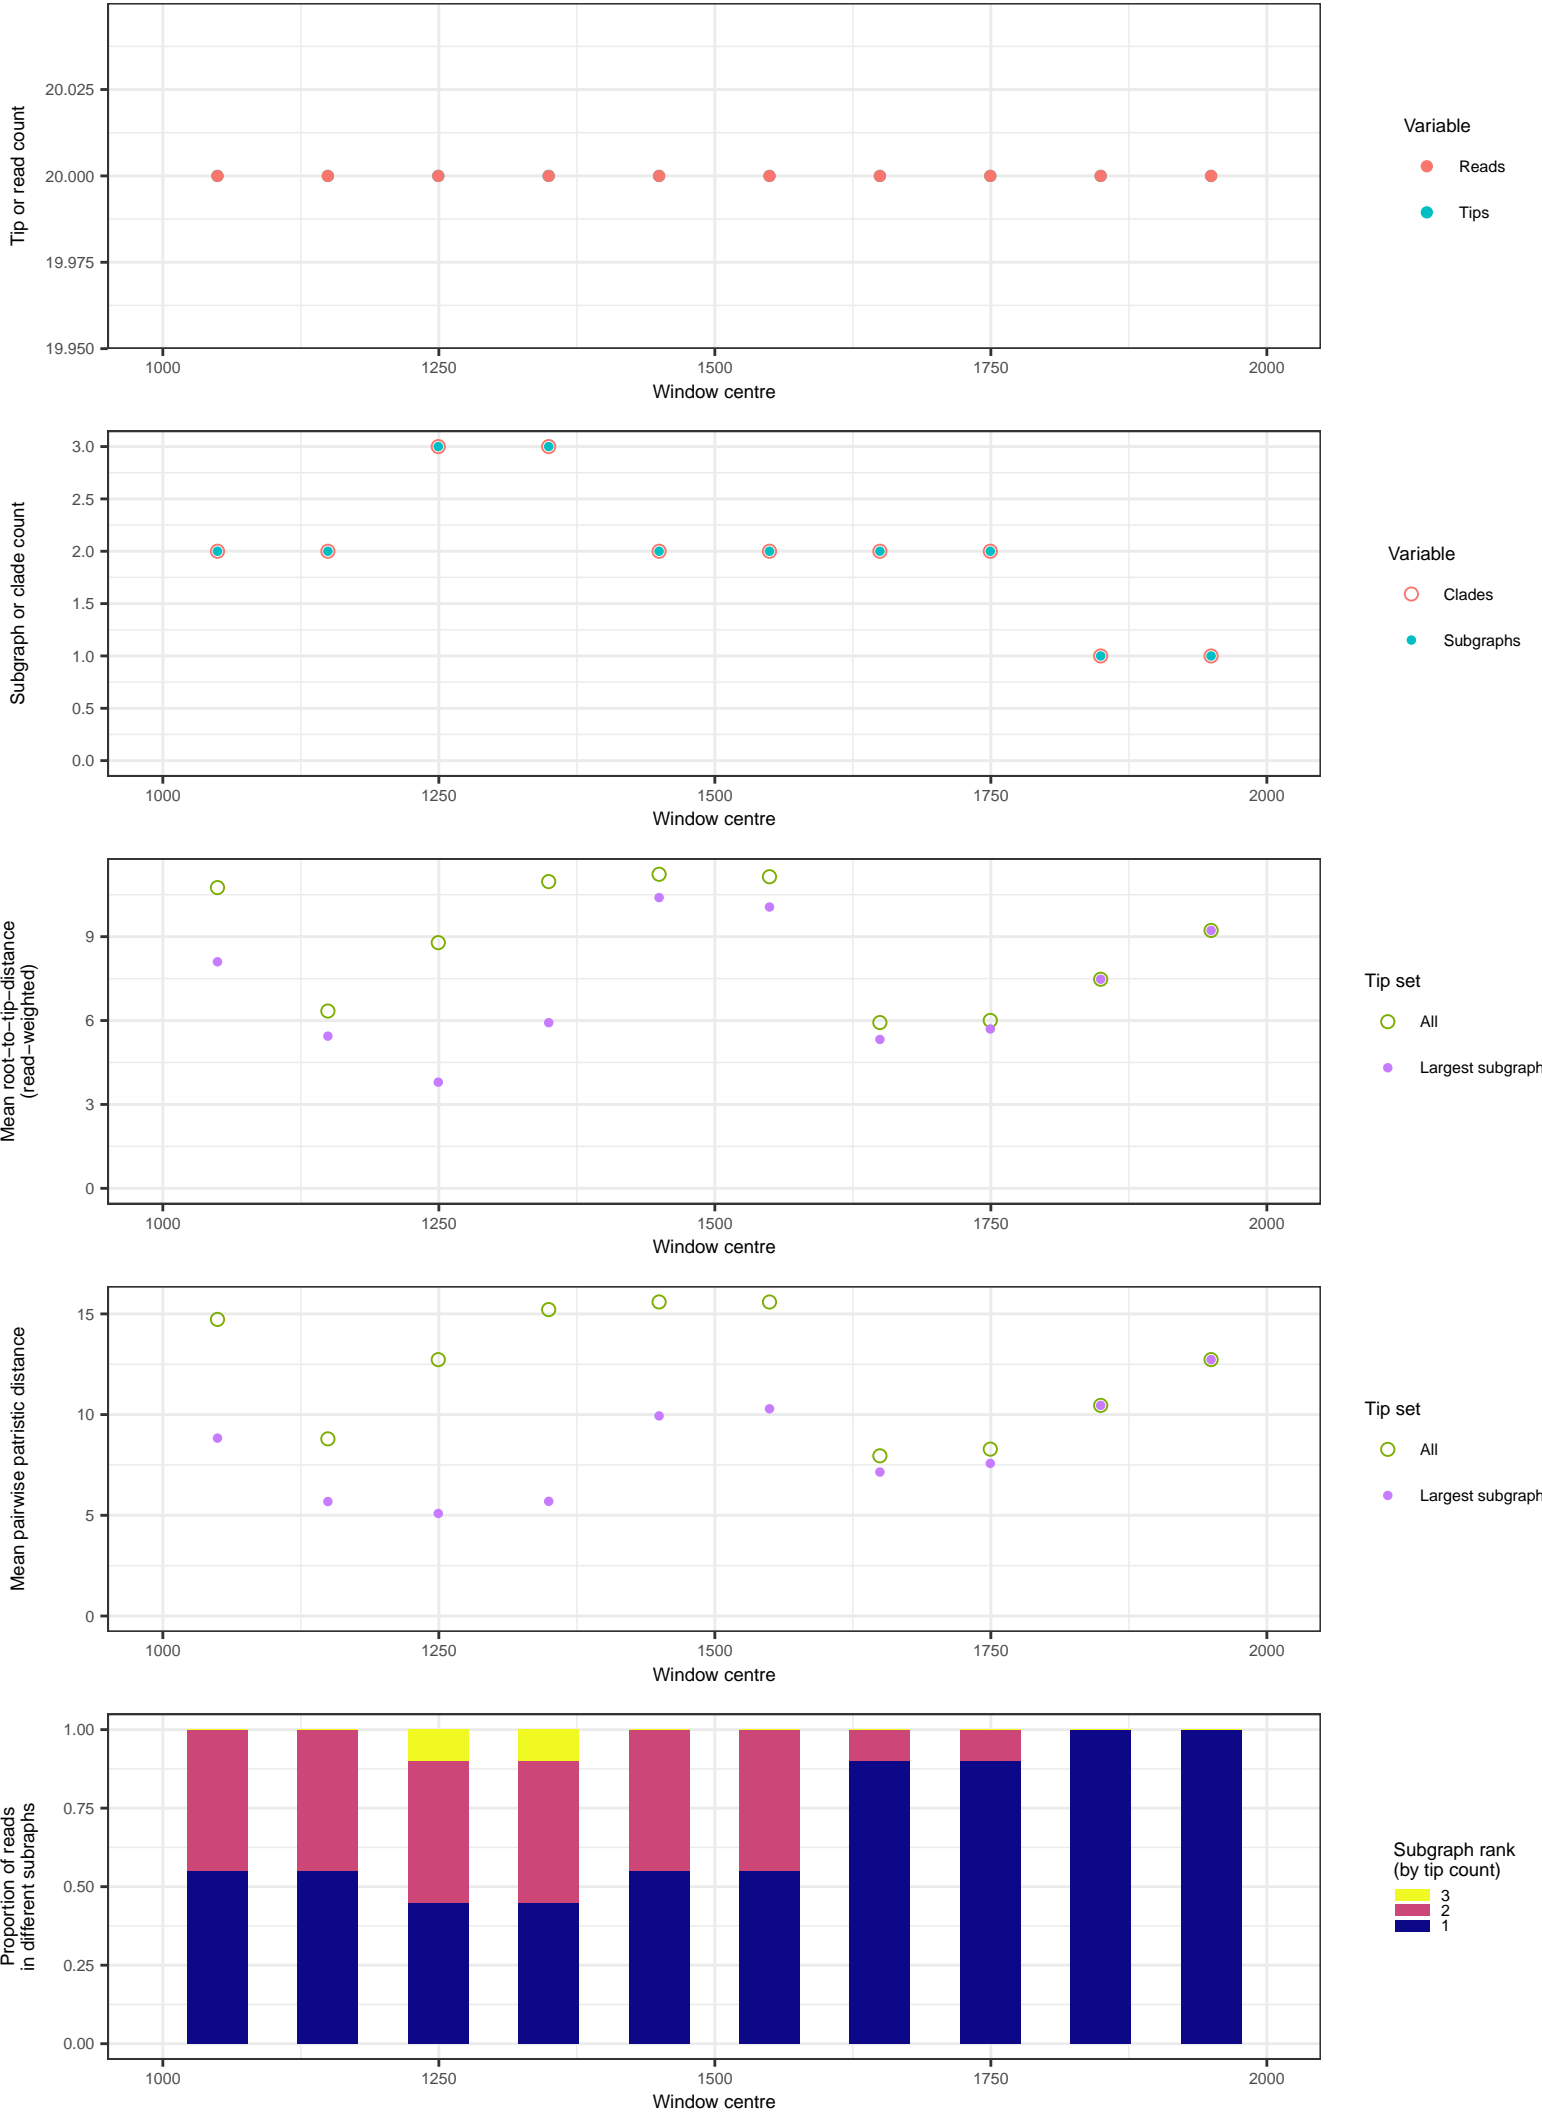 Tip or read count
20.025
20.000
19.975
19.950
1000 1250 1500 1750 2000
Window centre
Variable
Reads
Tips
Subgraph or clade count
3.0
2.5
2.0
1.5
1.0
0.5
0.0
1000 1250 1500 1750 2000
Window centre
Variable
Clades
Subgraphs
Mean root−to−tip−distance
(read−weighted)
9
6
3
0
1000 1250 1500 1750 2000
Window centre
Tip set
All
Largest subgraph
Mean pairwise patristic distance
15
10
5
0
1000 1250 1500 1750 2000
Window centre
Tip set
All
Largest subgraph
Proportion of reads
in different subraphs
1.00
0.75
0.50
0.25
0.00
1000 1250 1500 1750 2000
Window centre
Subgraph rank
(by tip count)
3
2
1